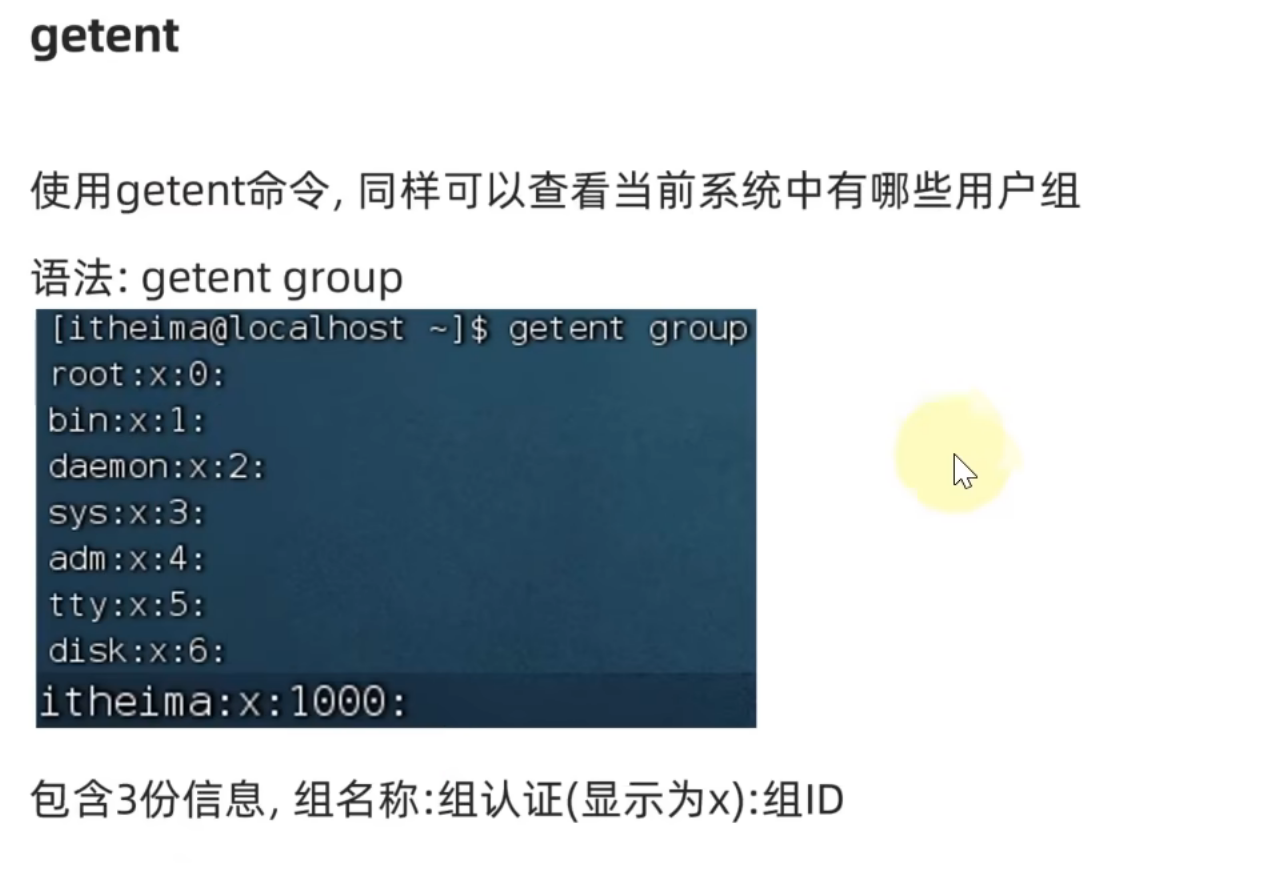 getent
使用getent命令, 同样可以查看当前系统中有哪些用户组
语法: getent group
[itheima@localhost ~]$ getent group
root:x:0:
bin:x:1:
daemon:x:2:
sys:x:3:
adm:x:4:
tty:x:5:
disk:x:6:
itheima:x:1000:
包含3份信息, 组名称:组认证(显示为x):组ID